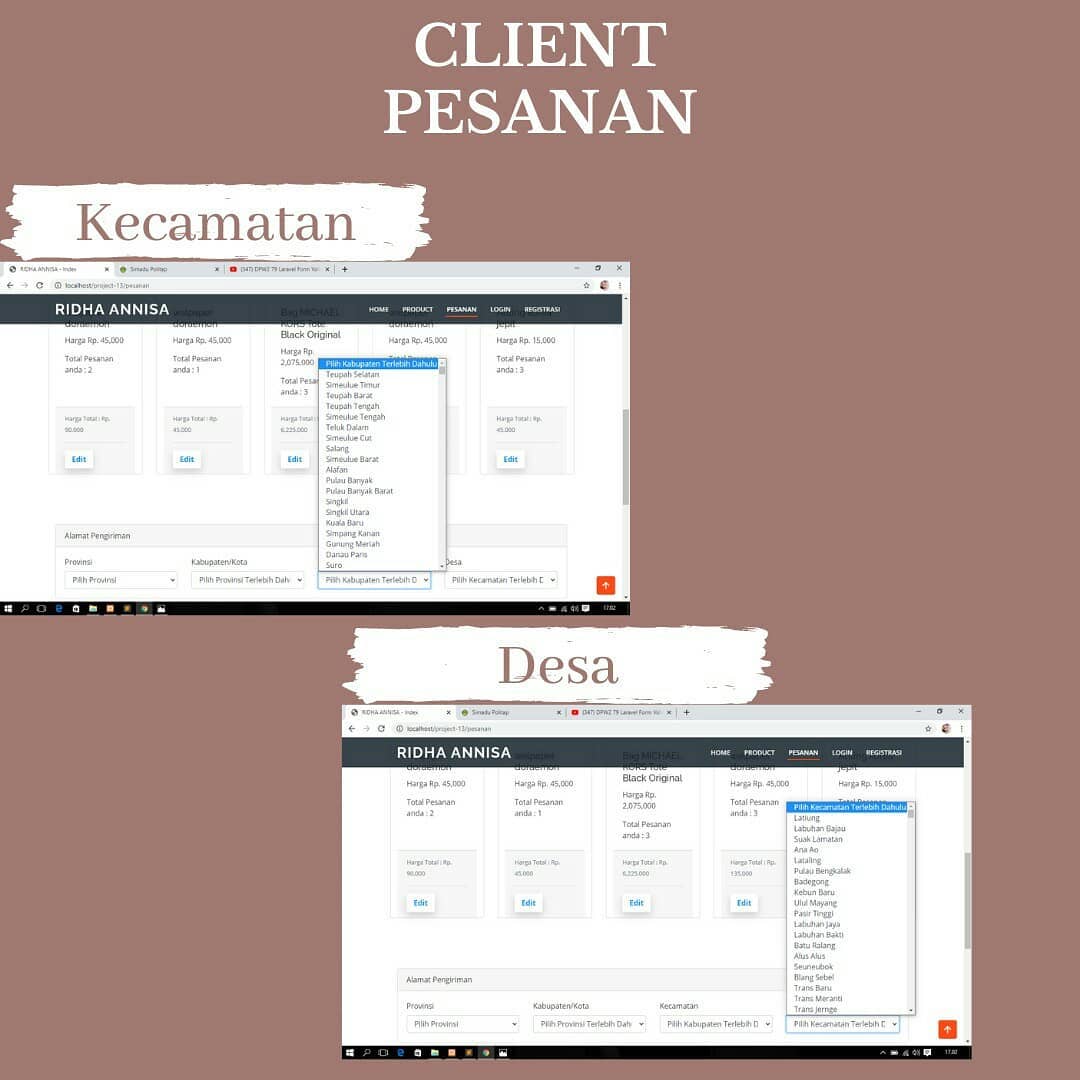 CLIENT
PESANAN
Kecamatan
RIDHA ANNISA - Index
Simadu Politap
(347) DPW2 T9 Laravel Form Val
localhost/project-13/pesanan
RIDHA ANNISA
HOME PRODUCT PESANAN LOGIN REGISTRASI
doraemon
doraemon
Bag MICHAEL
KORS Tote
Black Original
doraemon
Jepit
Harga Rp. 45,000
Harga Rp. 45,000
Harga Rp.
2,075,000
Harga Rp. 45,000
Harga Rp. 15,000
Total Pesanan
anda : 2
Total Pesanan
anda : 1
anda : 3
Total Pesanan
anda : 3
Harga Total : Rp.
90,000
Harga Total : Rp.
45,000
Harga Total : Rp.
6,225,000
Harga Total : Rp.
45,000
Edit
Edit
Edit
Edit
Pilih Kabupaten Terlebih Dahulu
Teupah Selatan
Simeulue Timur
Teupah Barat
Teupah Tengah
Simeulue Tengah
Teluk Dalam
Simeulue Cut
Salang
Simeulue Barat
Alafan
Pulau Banyak
Pulau Banyak Barat
Singkil
Singkil Utara
Kuala Baru
Simpang Kanan
Gunung Meriah
Danau Paris
Suro
Alamat Pengiriman
Provinsi
Kabupaten/Kota
Desa
Pilih Provinsi
Pilih Provinsi Terlebih Dah
Pilih Kabupaten Terlebih D
Pilih Kecamatan Terlebih D
17.02
Desa
RIDHA ANNISA - Index
Simadu Politap
(347) DPW2 T9 Laravel Form Val
localhost/project-13/pesanan
RIDHA ANNISA
HOME PRODUCT PESANAN LOGIN REGISTRASI
doraemon
Bag MICHAEL
KORS Tote
Black Original
doraemon
Jepit
Harga Rp. 45,000
Harga Rp. 45,000
Harga Rp.
2,075,000
Harga Rp. 45,000
Harga Rp. 15,000
Total Pesanan
anda : 2
Total Pesanan
anda : 1
Total Pesanan
anda : 3
Total Pesanan
anda : 3
Harga Total : Rp.
90,000
Harga Total : Rp.
45,000
Harga Total : Rp.
6,225,000
Harga Total : Rp.
135,000
Edit
Edit
Edit
Edit
Pilih Kecamatan Terlebih Dahulu
Latiung
Labuhan Bajau
Suak Lamatan
Ana Ao
Lataling
Pulau Bengkalak
Badegong
Kebun Baru
Ulul Mayang
Pasir Tinggi
Labuhan Jaya
Labuhan Bakti
Batu Ralang
Alus Alus
Seuneubok
Blang Sebel
Trans Baru
Trans Meranti
Trans Jernge
Alamat Pengiriman
Provinsi
Kabupaten/Kota
Kecamatan
Pilih Provinsi
Pilih Provinsi Terlebih Dah
Pilih Kabupaten Terlebih D
Pilih Kecamatan Terlebih D
17.02